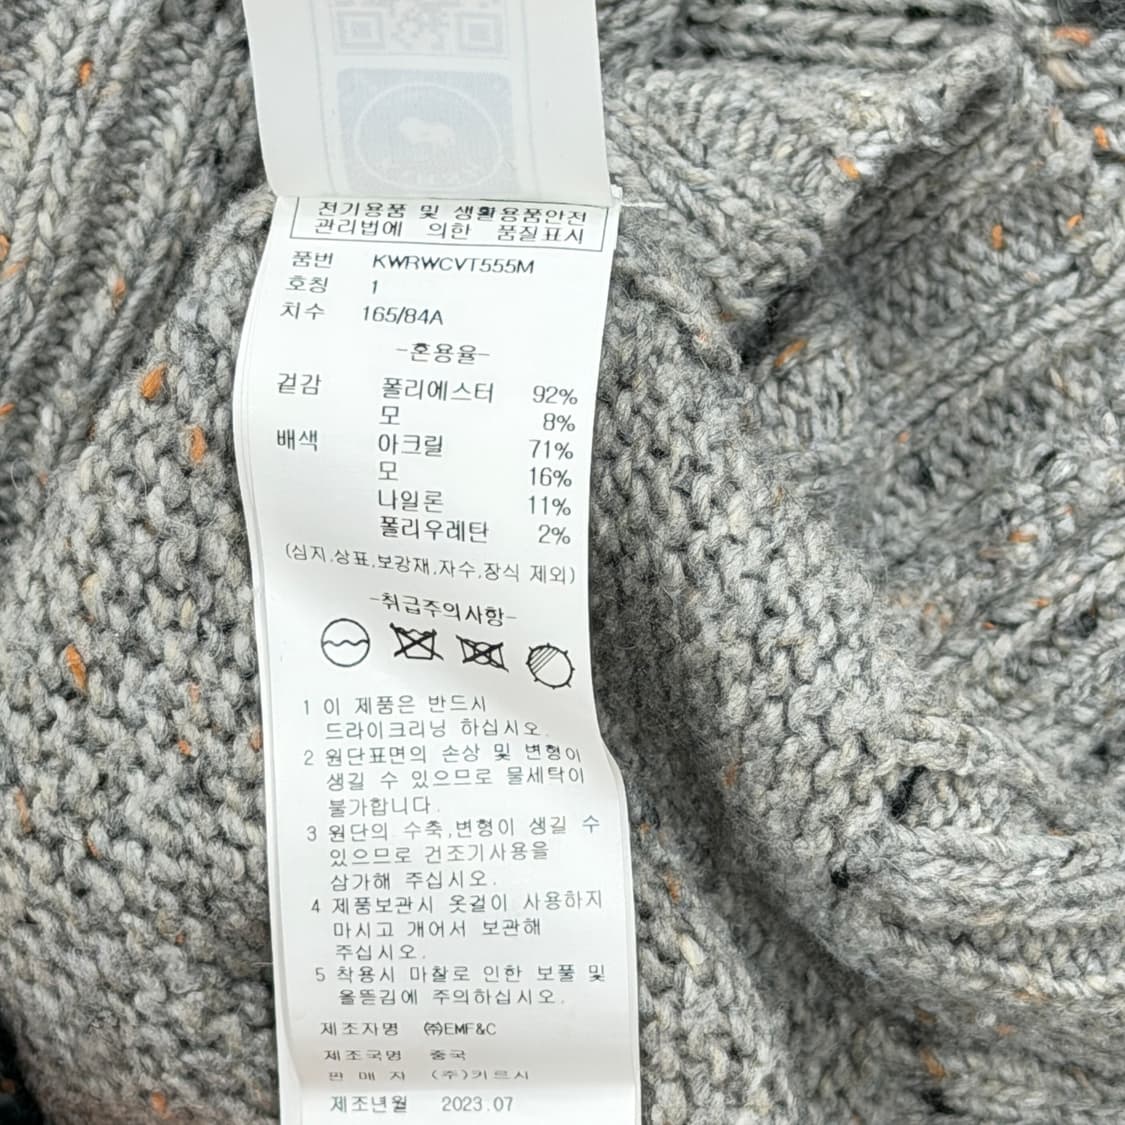 전기용품 및 생활용품안전
관리법에 의한 품질표시
품번 KWRWCVT555M
호칭 1
치수 165/84A
-혼용율-
겉감 폴리에스터 92%
모 8%
배색 아크릴 71%
모 16%
나일론 11%
폴리우레탄 2%
(심지,상표,보강재,자수,장식 제외)
-취급주의사항-
1 이 제품은 반드시
드라이크리닝 하십시오.
2 원단표면의 손상 및 변형이
생길 수 있으므로 물세탁이
불가합니다.
3 원단의 수축,변형이 생길 수
있으므로 건조기사용을
삼가해 주십시오.
4 제품보관시 옷걸이 사용하지
마시고 개어서 보관해
주십시오.
5 착용시 마찰로 인한 보풀 및
올뜯김에 주의하십시오.
제조자명 ㈜EMF&C
제조국명 중국
판매자 (주)키르시
제조년월 2023.07